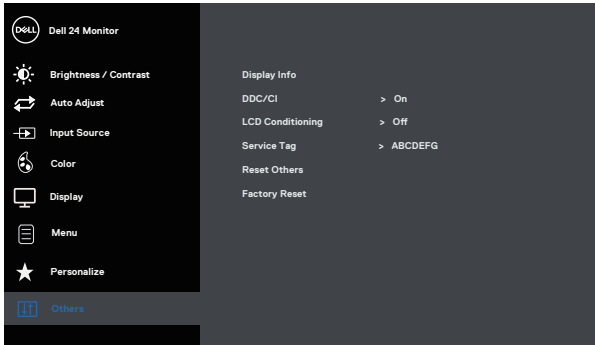 DELL Dell 24 Monitor
Brightness / Contrast
Auto Adjust
Input Source
Color
Display
Menu
Personalize
Others
Display Info
DDC/CI > On
LCD Conditioning > Off
Service Tag > ABCDEFG
Reset Others
Factory Reset